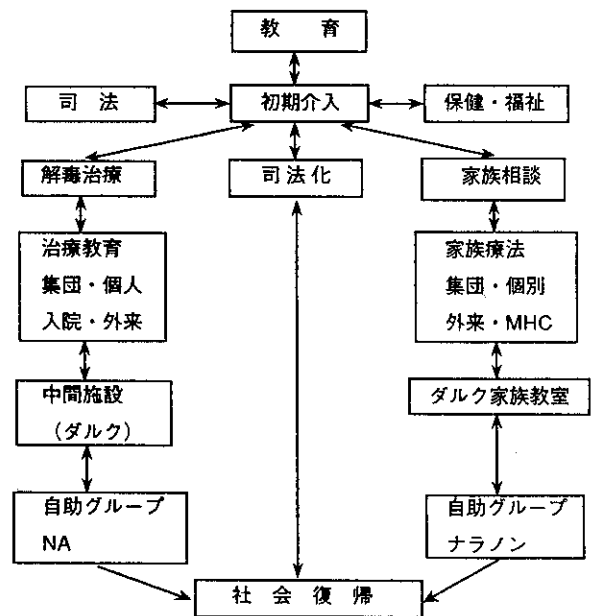 教育
司法
初期介入
保健・福祉
解毒治療
司法化
家族相談
治療教育
集団・個人
入院・外来
家族療法
集団・個別
外来・MHC
中間施設
(ダルク)
ダルク家族教室
自助グループ
NA
自助グループ
ナラノン
社会復帰